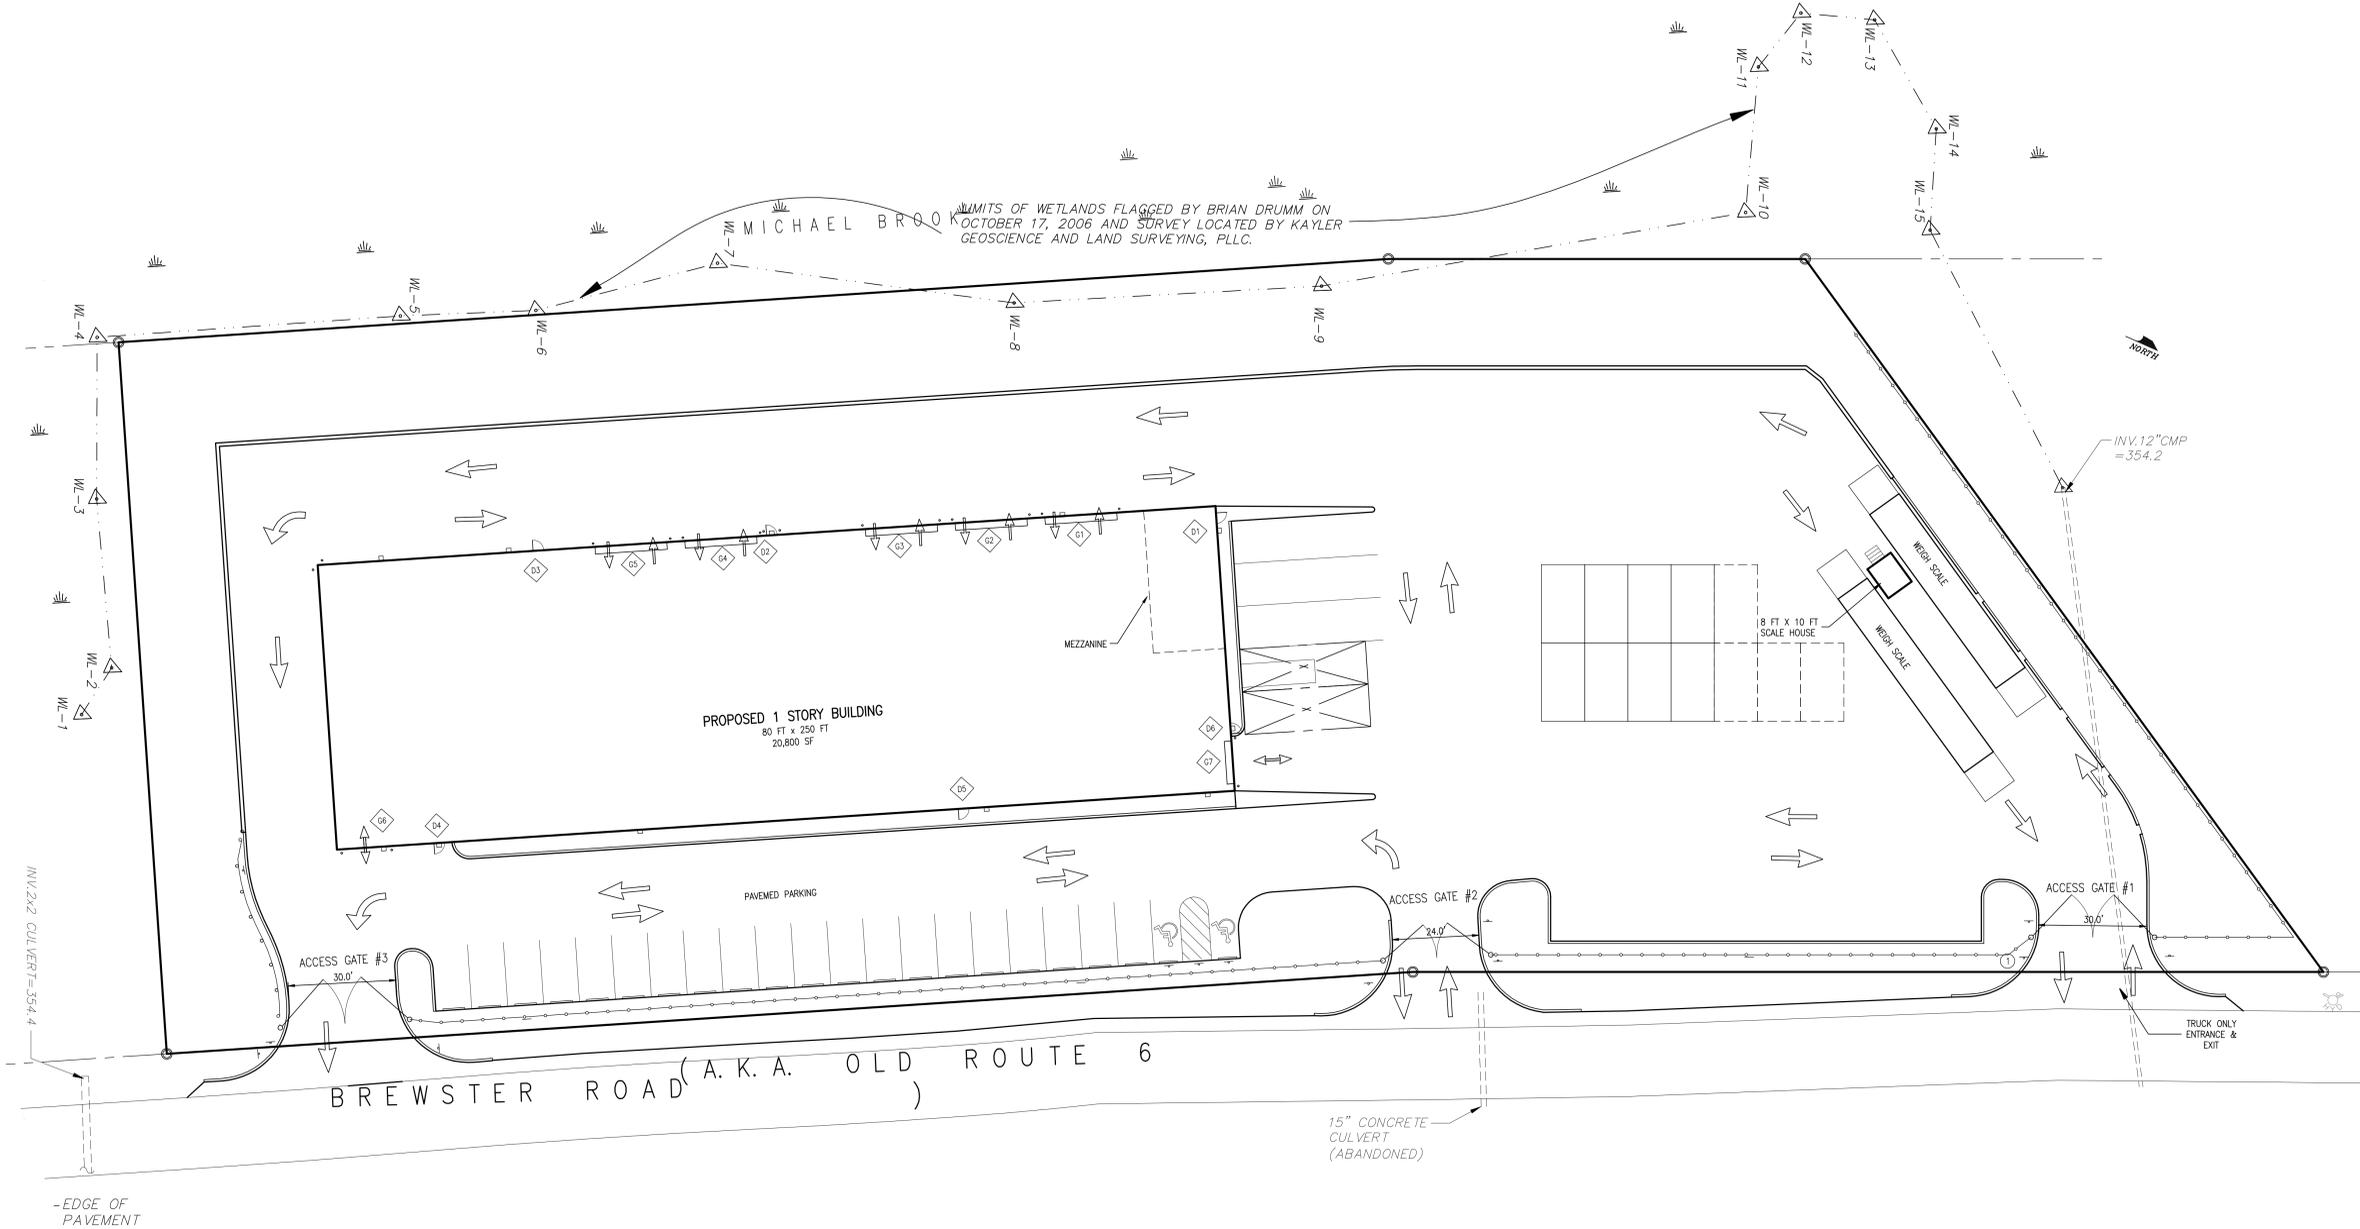 WL-12
WL-13
WL-11
WL-14
WL-10
WL-15
MICHAEL BROOK
LIMITS OF WETLANDS FLAGGED BY BRIAN DRUMM ON
OCTOBER 17, 2006 AND SURVEY LOCATED BY KAYLER
GEOSCIENCE AND LAND SURVEYING, PLLC.
WL-7
WL-5
WL-4
WL-6
WL-8
WL-9
NORTH
INV.12"CMP
=354.2
WL-3
WL-2
WL-1
D3
G5
G4
D2
G3
G2
G1
D1
MEZZANINE
WEIGH SCALE
8 FT X 10 FT
SCALE HOUSE
WEIGH SCALE
PROPOSED 1 STORY BUILDING
80 FT x 250 FT
20,800 SF
D6
G7
D5
G6
D4
PAVEMED PARKING
ACCESS GATE #2
24.0'
ACCESS GATE #1
30.0'
ACCESS GATE #3
30.0'
1
INV.2x2 CULVERT=354.4
TRUCK ONLY
ENTRANCE &
EXIT
BREWSTER ROAD
(A.K.A. OLD ROUTE 6
)
15" CONCRETE
CULVERT
(ABANDONED)
-EDGE OF
PAVEMENT